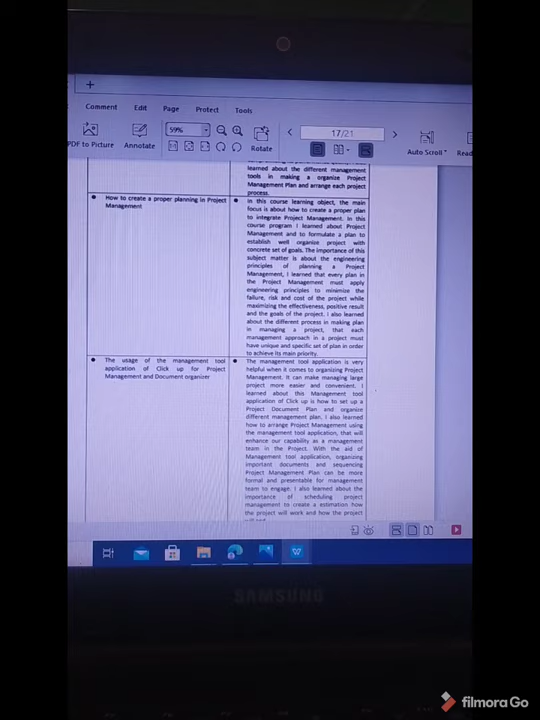 +
Comment Edit Page Protect Tools
59%
17/21
PDF to Picture Annotate Rotate Auto Scroll
learned about the different management
tools in making a organize Project
Management Plan and arrange each project
process.
How to create a proper planning in Project
Management
In this course learning object, the main
focus is about how to create a proper plan
to integrate Project Management. In this
course program I learned about Project
Management and to formulate a plan to
establish well organize project with
concrete set of goals. The importance of this
subject matter is about the engineering
principles of planning a Project
Management, I learned that every plan in
the Project Management must apply
engineering principles to minimize the
failure, risk and cost of the project while
maximizing the effectiveness, positive result
and the goals of the project. I also learned
about the different process in making plan
in managing a project, that each
management approach in a project must
have unique and specific set of plan in order
to achieve its main priority.
The usage of the management tool
application of Click up for Project
Management and Document organizer
The management tool application is very
helpful when it comes to organizing Project
Management. It can make managing large
project more easier and convenient. I
learned about this Management tool
application of Click up is how to set up a
Project Document Plan and organize
different management plan. I also learned
how to arrange Project Management using
the management tool application, that will
enhance our capability as a management
team in the Project. With the aid of
Management tool application, organizing
important documents and sequencing
Project Management Plan can be more
formal and presentable for management
team to engage. I also learned about the
importance of scheduling project
management to create a estimation how
the project will work and how the project
SAMSUNG
filmora Go